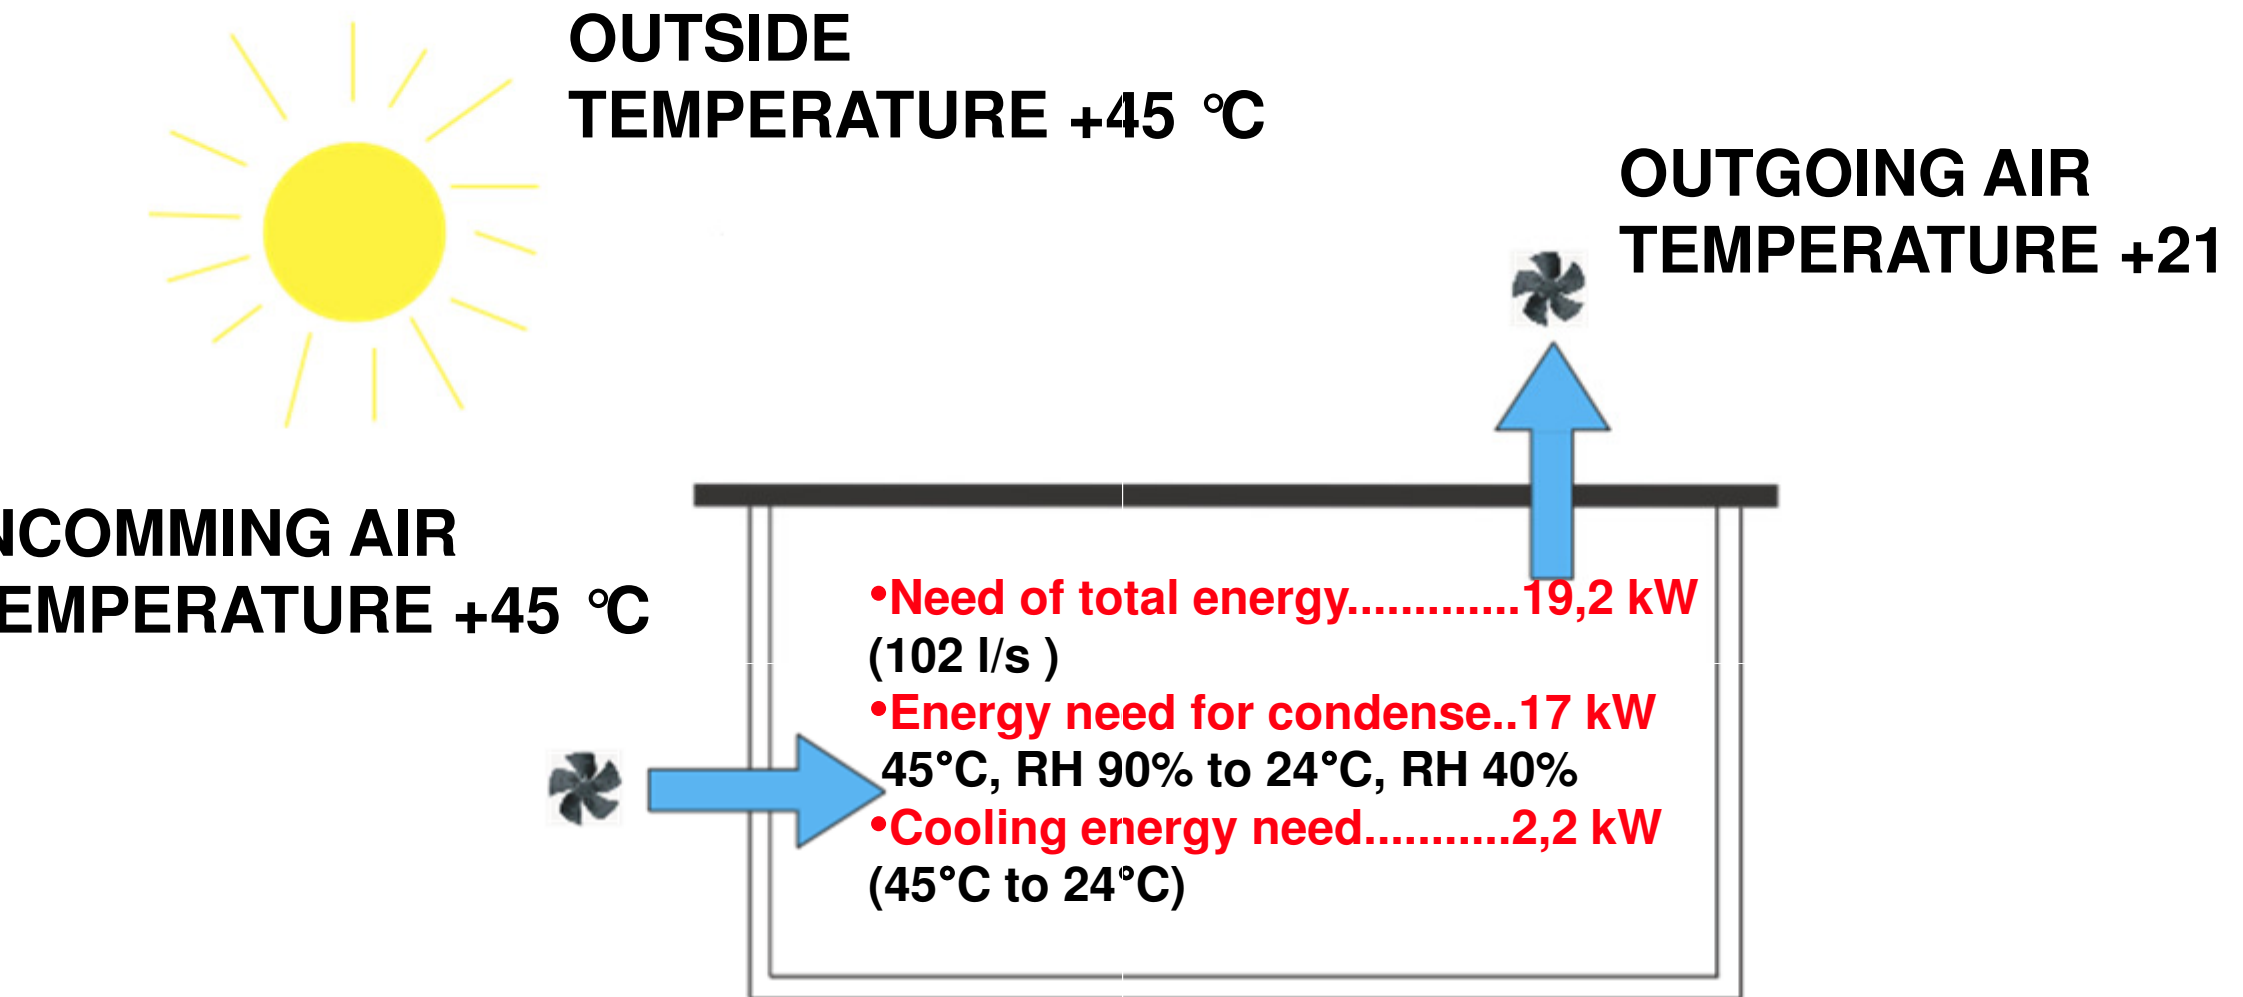 OUTSIDE
TEMPERATURE +45 °C
OUTGOING AIR
TEMPERATURE +21
NCOMMING AIR
EMPERATURE +45 °C
•Need of total energy.............19,2 kW
(102 l/s )
•Energy need for condense..17 kW
45°C, RH 90% to 24°C, RH 40%
•Cooling energy need...........2,2 kW
(45°C to 24°C)